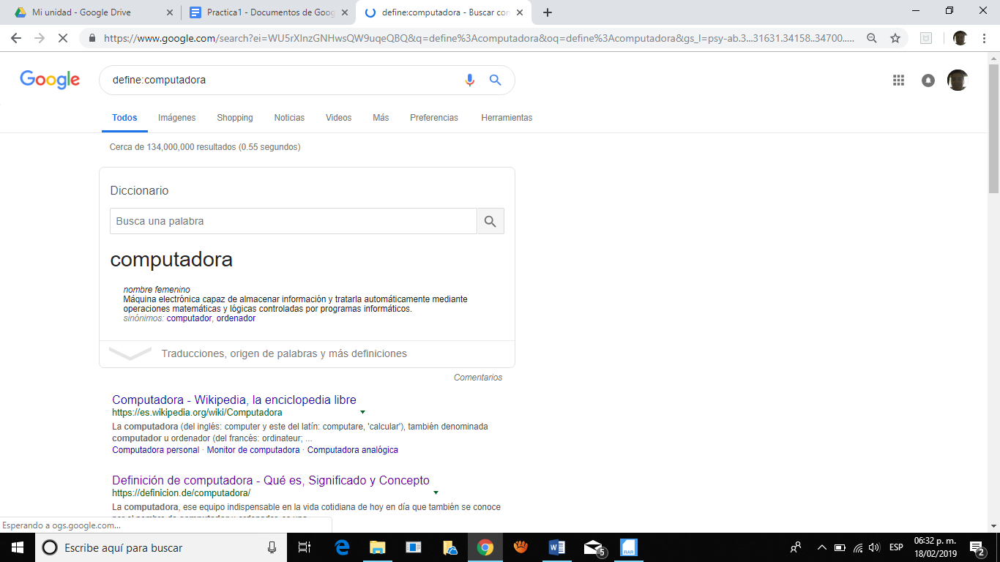 Mi unidad - Google Drive
Practica1 - Documentos de Goog
define:computadora - Buscar con
https://www.google.com/search?ei=WU5rXInzGNHwsQW9uqeQBQ&q=define%3Acomputadora&oq=define%3Acomputadora&gs_l=psy-ab.3...31631.34158..34700.....
Google
define:computadora
Todos Imágenes Shopping Noticias Videos Más Preferencias Herramientas
Cerca de 134,000,000 resultados (0.55 segundos)
Diccionario
Busca una palabra
computadora
nombre femenino
Máquina electrónica capaz de almacenar información y tratarla automáticamente mediante
operaciones matemáticas y lógicas controladas por programas informáticos.
sinónimos: computador, ordenador
Traducciones, origen de palabras y más definiciones
Comentarios
Computadora - Wikipedia, la enciclopedia libre
https://es.wikipedia.org/wiki/Computadora
La computadora (del inglés: computer y este del latín: computare, 'calcular'), también denominada
computador u ordenador (del francés: ordinateur; ...
Computadora personal · Monitor de computadora · Computadora analógica
Definición de computadora - Qué es, Significado y Concepto
https://definicion.de/computadora/
La computadora, ese equipo indispensable en la vida cotidiana de hoy en día que también se conoce
Esperando a ogs.google.com...
Escribe aquí para buscar
5
RAR
ESP
06:32 p. m.
18/02/2019
2